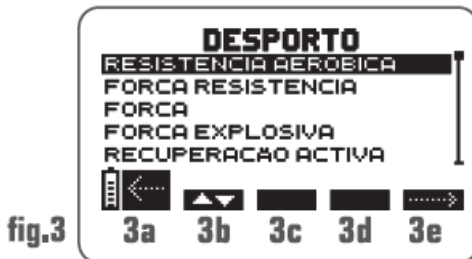 DESPORTO
RESISTENCIA AEROBICA
FORCA RESISTENCIA
FORCA
FORCA EXPLOSIVA
RECUPERACAO ACTIVA
fig.3 3a 3b 3c 3d 3e